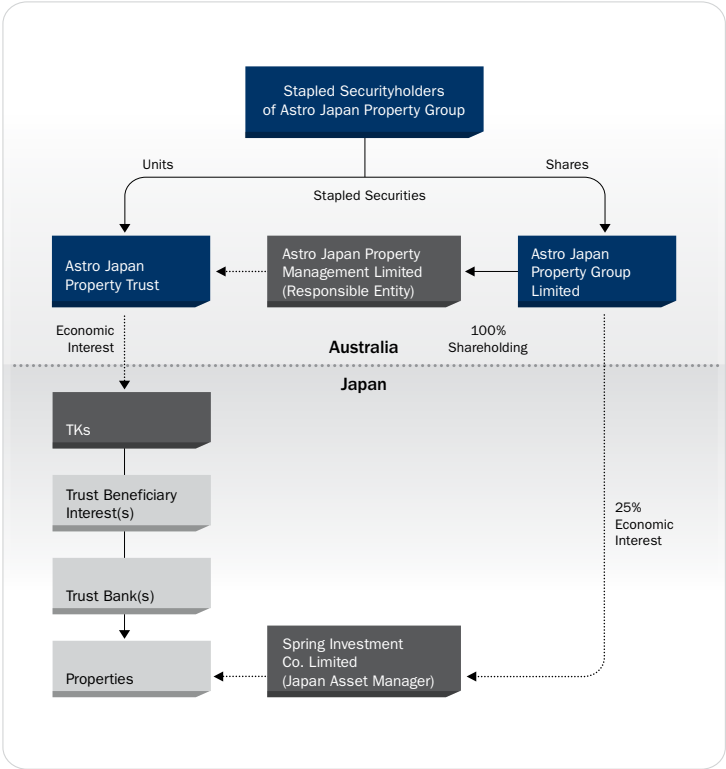 Stapled Securityholders
of Astro Japan Property Group
Units
Shares
Stapled Securities
Astro Japan
Property Trust
Astro Japan Property
Management Limited
(Responsible Entity)
Astro Japan
Property Group
Limited
Economic
Interest
100%
Shareholding
Australia
Japan
TKs
Trust Beneficiary
Interest(s)
25%
Economic
Interest
Trust Bank(s)
Properties
Spring Investment
Co. Limited
(Japan Asset Manager)